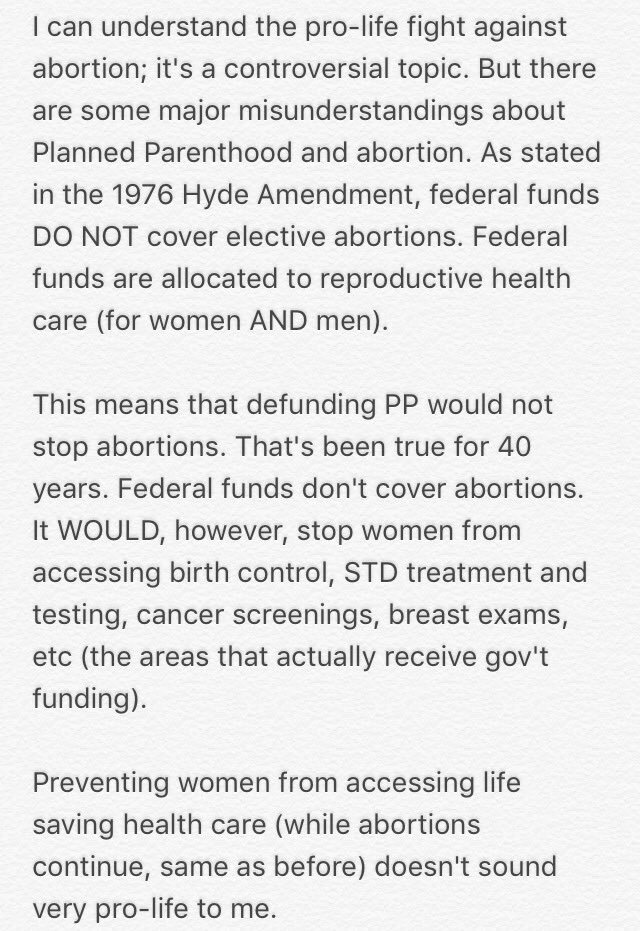 I can understand the pro-life fight against
abortion; it's a controversial topic. But there
are some major misunderstandings about
Planned Parenthood and abortion. As stated
in the 1976 Hyde Amendment, federal funds
DO NOT cover elective abortions. Federal
funds are allocated to reproductive health
care (for women AND men).
This means that defunding PP would not
stop abortions. That's been true for 40
years. Federal funds don't cover abortions.
It WOULD, however, stop women from
accessing birth control, STD treatment and
testing, cancer screenings, breast exams,
etc (the areas that actually receive gov't
funding).
Preventing women from accessing life
saving health care (while abortions
continue, same as before) doesn't sound
very pro-life to me.